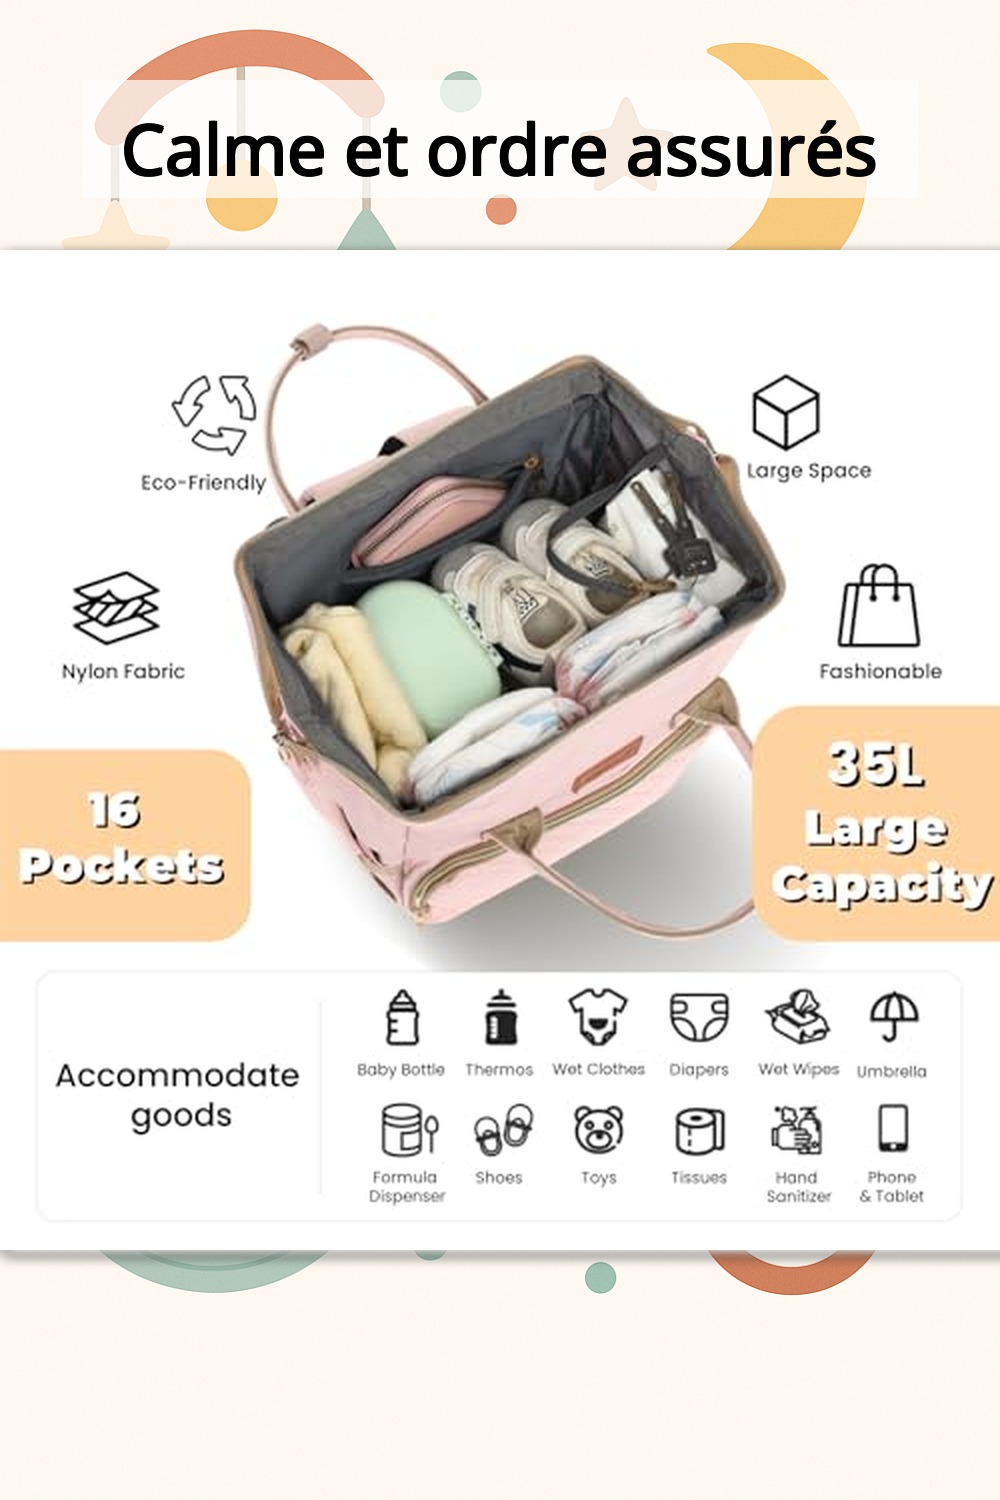 Calme et ordre assurés
Eco-Friendly
Large Space
Nylon Fabric
Fashionable
16
Pockets
35L
Large
Capacity
Accommodate
goods
Baby Bottle
Thermos
Wet Clothes
Diapers
Wet Wipes
Umbrella
Formula
Dispenser
Shoes
Toys
Tissues
Hand
Sanitizer
Phone
& Tablet